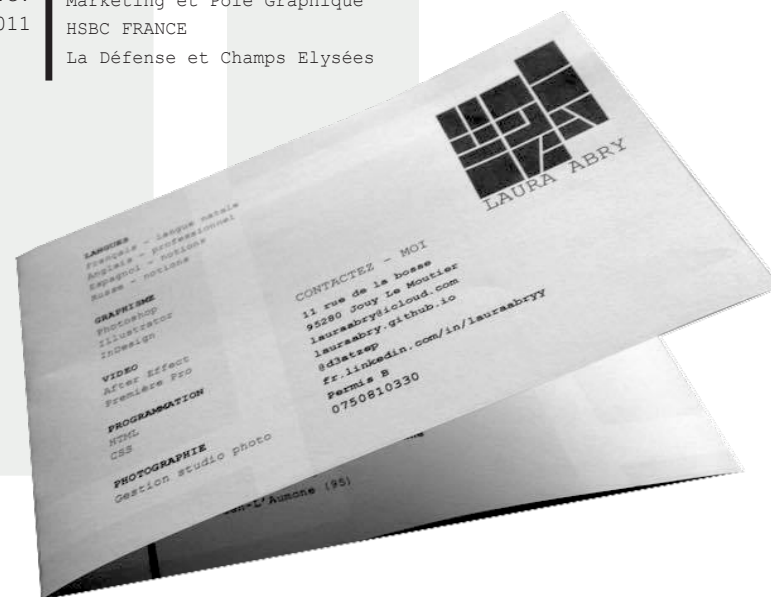 011
Marketing et Pôle Graphique
HSBC FRANCE
La Défense et Champs Elysées
LAURA ABRY
LANGUES
Français - langue natale
Anglais - professionnel
Espagnol - notions
Russe - notions
GRAPHISME
Photoshop
Illustrator
InDesign
VIDEO
After Effect
Première Pro
PROGRAMMATION
HTML
CSS
PHOTOGRAPHIE
Gestion studio photo
CONTACTEZ - MOI
11 rue de la bosse
95280 Jouy Le Moutier
lauraabry@icloud.com
lauraabry.github.io
@d3atzep
fr.linkedin.com/in/lauraabryy
Permis B
0750810330
en-L'Aumone (95)